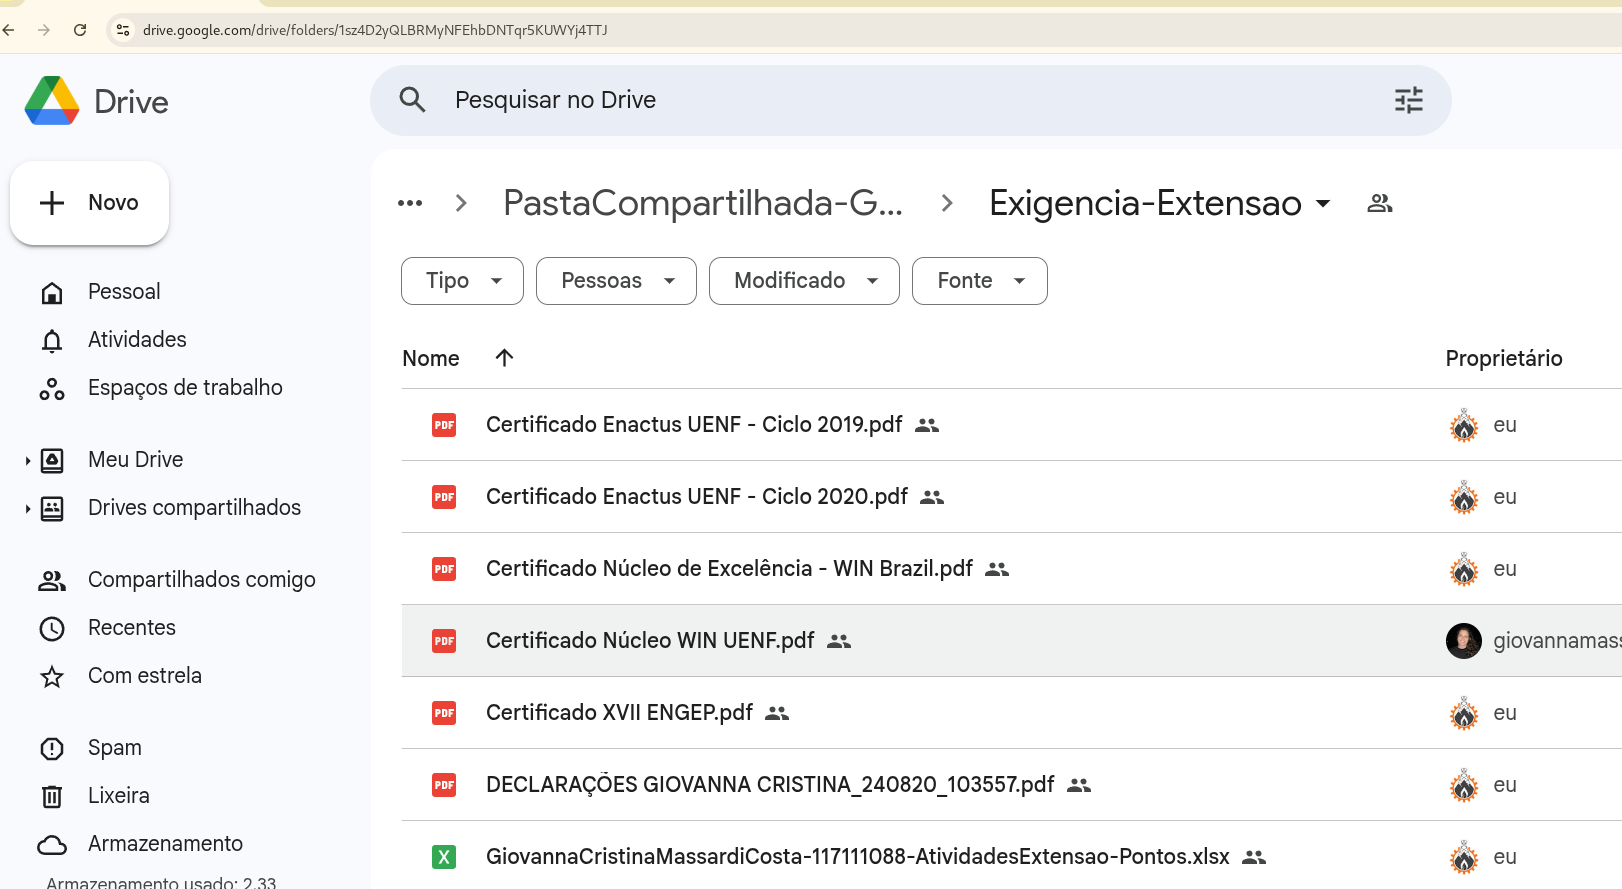 drive.google.com/drive/folders/1sz4D2yQLBRMyNFEhbDNTqr5KUWYj4TTJ
Drive
Pesquisar no Drive
Novo
PastaCompartilhada-G...
Exigencia-Extensao
Tipo
Pessoas
Modificado
Fonte
Pessoal
Atividades
Espaços de trabalho
Meu Drive
Drives compartilhados
Compartilhados comigo
Recentes
Com estrela
Spam
Lixeira
Armazenamento
Armazenamento usado: 2,33
Nome
Proprietário
PDF Certificado Enactus UENF - Ciclo 2019.pdf eu
PDF Certificado Enactus UENF - Ciclo 2020.pdf eu
PDF Certificado Núcleo de Excelência - WIN Brazil.pdf eu
PDF Certificado Núcleo WIN UENF.pdf giovannamass
PDF Certificado XVII ENGEP.pdf eu
PDF DECLARAÇÕES GIOVANNA CRISTINA_240820_103557.pdf eu
X GiovannaCristinaMassardiCosta-117111088-AtividadesExtensao-Pontos.xlsx eu